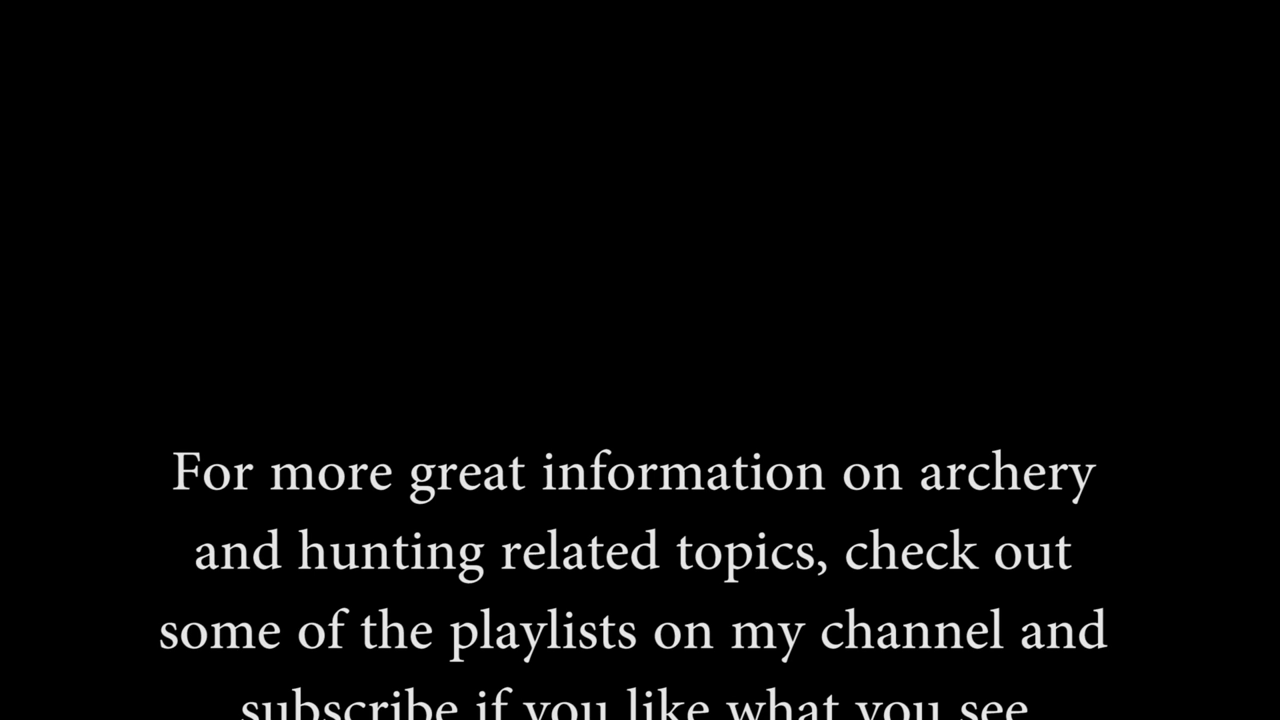 For more great information on archery
and hunting related topics, check out
some of the playlists on my channel and
subscribe if you like what you see